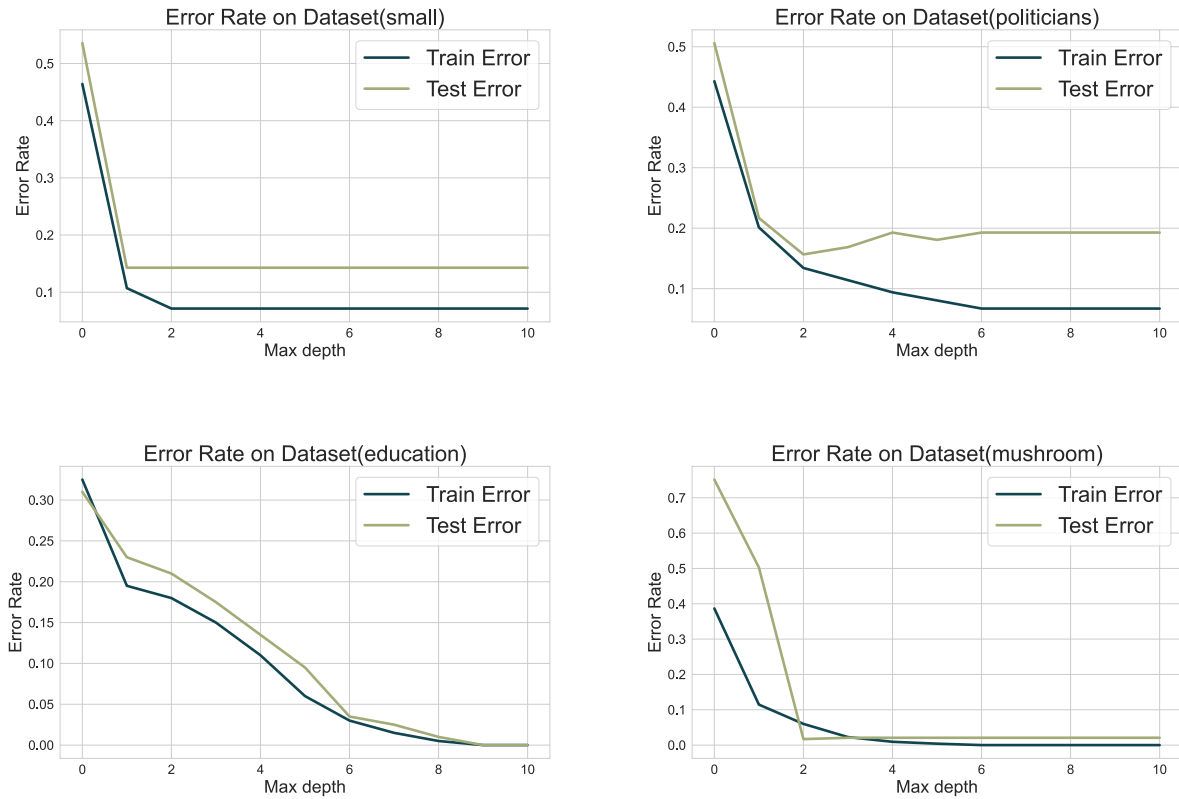 Error Rate on Dataset(small)
Train Error
Test Error
0.5
0.4
0.3
0.2
0.1
Error Rate
0 2 4 6 8 10
Max depth
Error Rate on Dataset(politicians)
Train Error
Test Error
0.5
0.4
0.3
0.2
0.1
Error Rate
0 2 4 6 8 10
Max depth
Error Rate on Dataset(education)
Train Error
Test Error
0.30
0.25
0.20
0.15
0.10
0.05
0.00
Error Rate
0 2 4 6 8 10
Max depth
Error Rate on Dataset(mushroom)
Train Error
Test Error
0.7
0.6
0.5
0.4
0.3
0.2
0.1
0.0
Error Rate
0 2 4 6 8 10
Max depth